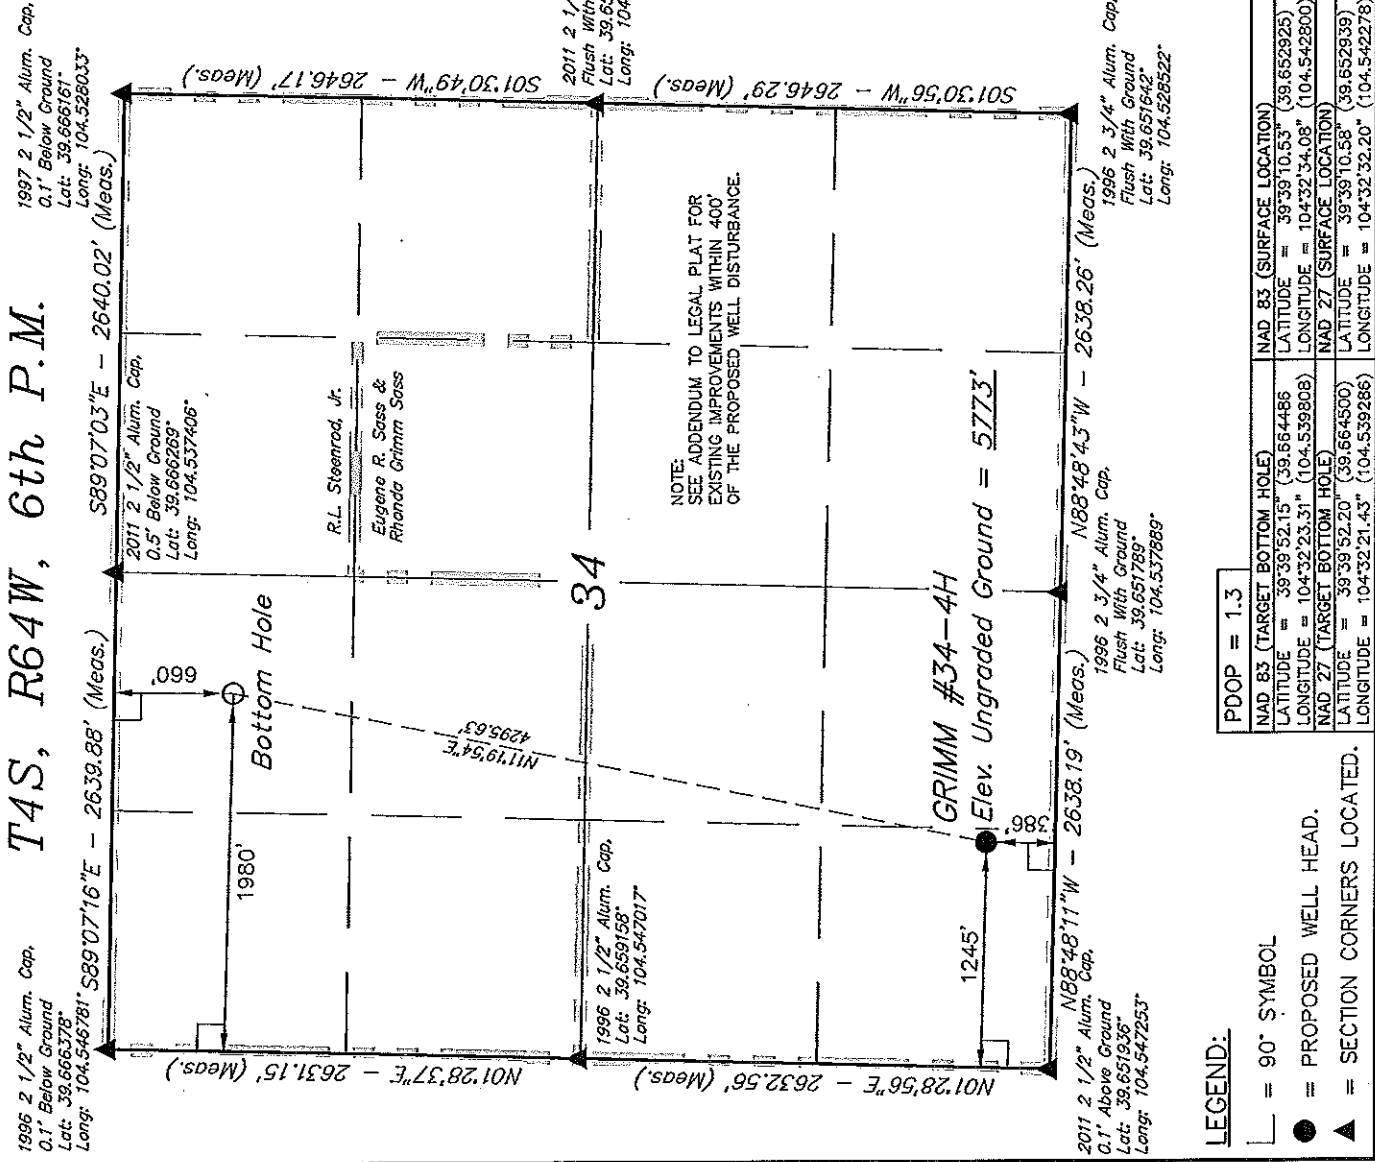 T4S, R64W, 6th P.M.
1996 2 1/2" Alum. Cap,
0.1' Below Ground
Lat: 39.666378°
Long: 104.546781°
S89°07'16"E - 2639.88' (Meas.)
2011 2 1/2" Alum. Cap,
0.5' Below Ground
Lat: 39.666269°
Long: 104.537406°
S89°07'03"E - 2640.02' (Meas.)
1997 2 1/2" Alum. Cap,
0.1' Below Ground
Lat: 39.666161°
Long: 104.528033°
N01°28'37"E - 2631.15' (Meas.)
1980'
660'
Bottom Hole
R.L. Steenrod, Jr.
Eugene R. Sass &
Rhonda Grimm Sass
S01°30'49"W - 2646.17' (Meas.)
N11°19'54"E
4295.63'
34
1996 2 1/2" Alum. Cap,
Lat: 39.659158°
Long: 104.547017°
2011 2 1/
Flush With
Lat: 39.65
Long: 104
NOTE:
SEE ADDENDUM TO LEGAL PLAT FOR
EXISTING IMPROVEMENTS WITHIN 400'
OF THE PROPOSED WELL DISTURBANCE.
N01°28'56"E - 2632.56' (Meas.)
S01°30'56"W - 2646.29' (Meas.)
GRIMM #34-4H
Elev. Ungraded Ground = 5773'
1245'
386'
N88°48'11"W - 2638.19' (Meas.)
N88°48'43"W - 2638.26' (Meas.)
2011 2 1/2" Alum. Cap,
0.1' Above Ground
Lat: 39.651936°
Long: 104.547253°
1996 2 3/4" Alum. Cap,
Flush With Ground
Lat: 39.651789°
Long: 104.537889°
1996 2 3/4" Alum. Cap,
Flush With Ground
Lat: 39.651642°
Long: 104.528522°
LEGEND:
= 90° SYMBOL
= PROPOSED WELL HEAD.
= SECTION CORNERS LOCATED.
PDOP = 1.3
NAD 83 (TARGET BOTTOM HOLE)
LATITUDE = 39°39'52.15" (39.664486
LONGITUDE = 104°32'23.31" (104.539808)
NAD 27 (TARGET BOTTOM HOLE)
LATITUDE = 39°39'52.20" (39.664500)
LONGITUDE = 104°32'21.43" (104.539286)
NAD 83 (SURFACE LOCATION)
LATITUDE = 39°39'10.53" (39.652925)
LONGITUDE = 104°32'34.08" (104.542800)
NAD 27 (SURFACE LOCATION)
LATITUDE = 39°39'10.58" (39.652939)
LONGITUDE = 104°32'32.20" (104.542278)